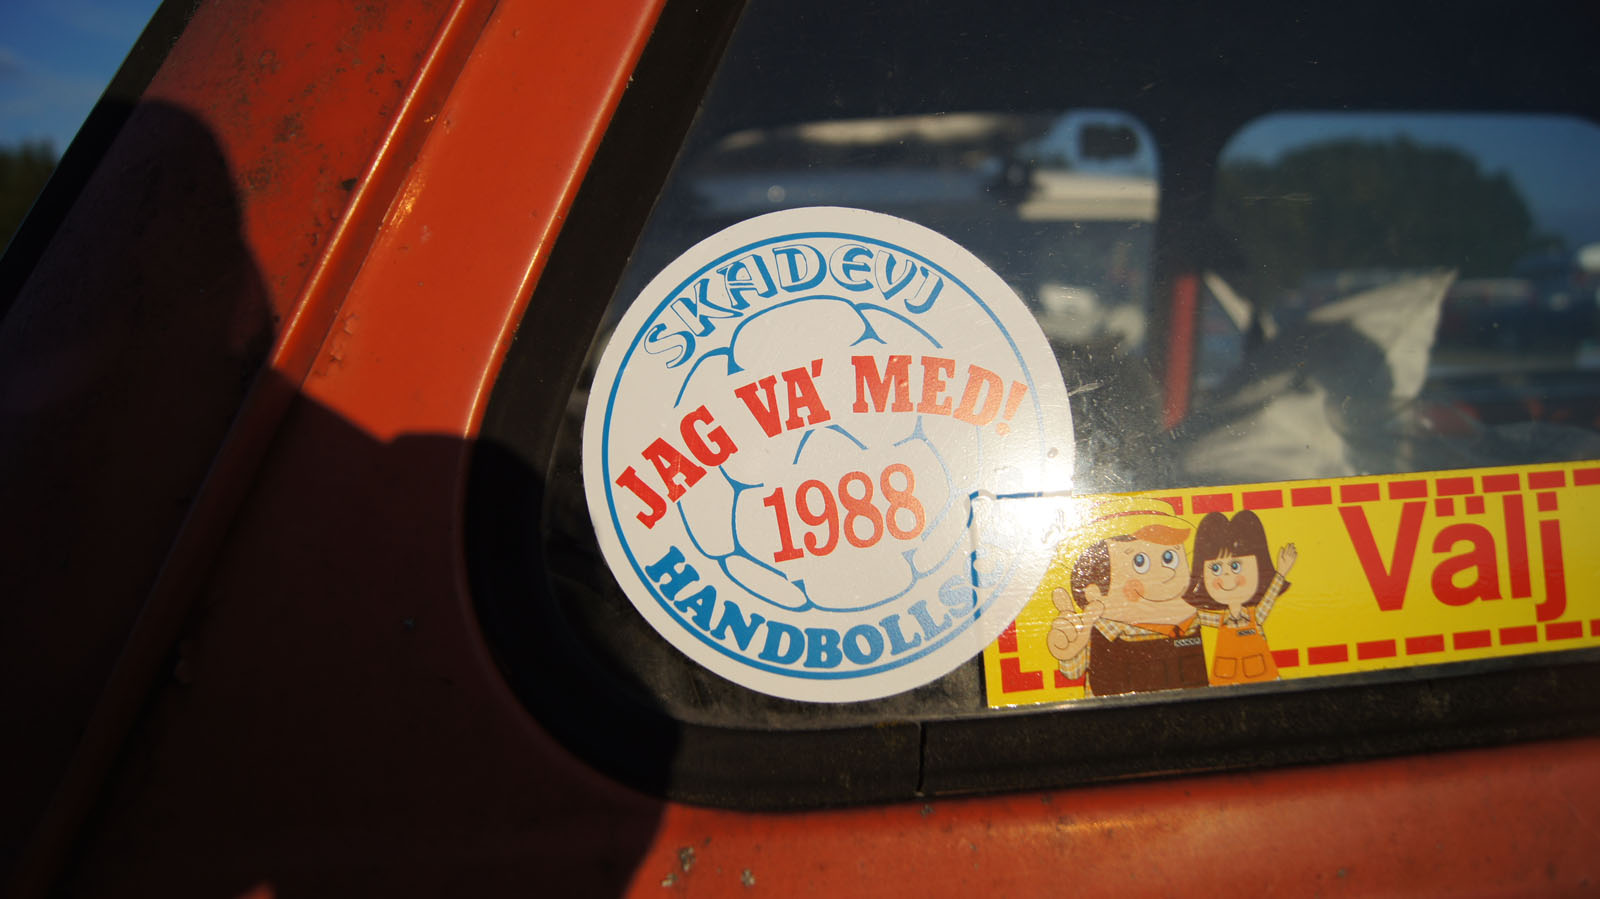 SKADEVI
JAG VA' MED!
1988
HANDBOLLS
Välj